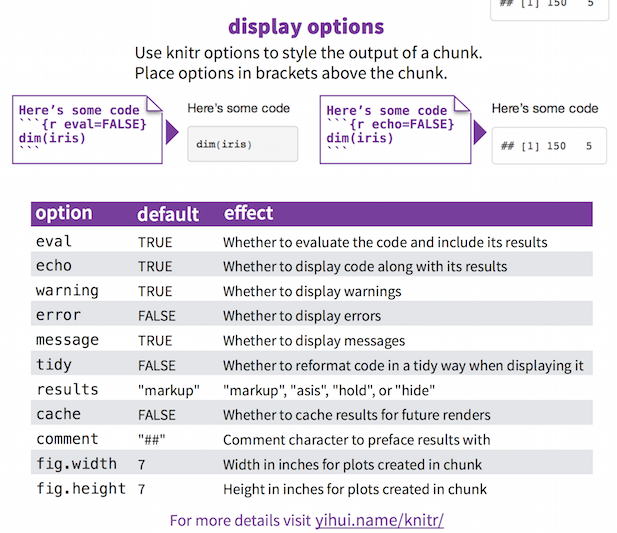 ## [1] 150   5
display options
Use knitr options to style the output of a chunk.
Place options in brackets above the chunk.
Here's some code
```{r eval=FALSE}
dim(iris)
```
Here's some code
dim(iris)
Here's some code
```{r echo=FALSE}
dim(iris)
```
Here's some code
## [1] 150   5
option default effect
eval TRUE Whether to evaluate the code and include its results
echo TRUE Whether to display code along with its results
warning TRUE Whether to display warnings
error FALSE Whether to display errors
message TRUE Whether to display messages
tidy FALSE Whether to reformat code in a tidy way when displaying it
results "markup" "markup", "asis", "hold", or "hide"
cache FALSE Whether to cache results for future renders
comment "##" Comment character to preface results with
fig.width 7 Width in inches for plots created in chunk
fig.height 7 Height in inches for plots created in chunk
For more details visit yihui.name/knitr/